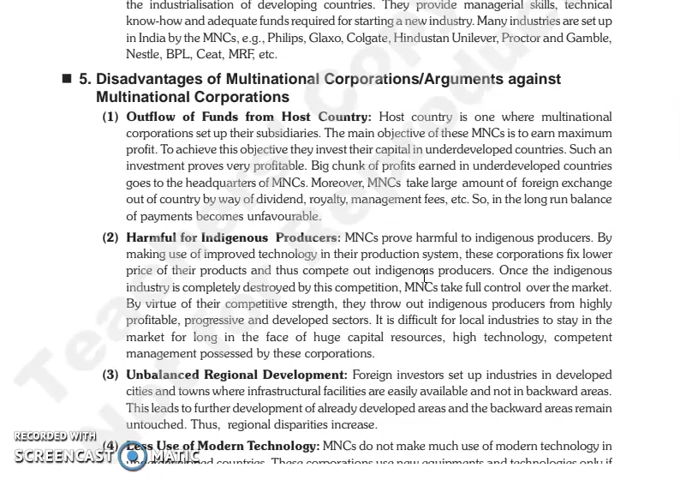 the industrialisation of developing countries. They provide managerial skills, technical
know-how and adequate funds required for starting a new industry. Many industries are set up
in India by the MNCs, e.g., Philips, Glaxo, Colgate, Hindustan Unilever, Proctor and Gamble,
Nestle, BPL, Ceat, MRF, etc.
5. Disadvantages of Multinational Corporations/Arguments against
Multinational Corporations
(1) Outflow of Funds from Host Country: Host country is one where multinational
corporations set up their subsidiaries. The main objective of these MNCs is to earn maximum
profit. To achieve this objective they invest their capital in underdeveloped countries. Such an
investment proves very profitable. Big chunk of profits earned in underdeveloped countries
goes to the headquarters of MNCs. Moreover, MNCs take large amount of foreign exchange
out of country by way of dividend, royalty, management fees, etc. So, in the long run balance
of payments becomes unfavourable.
(2) Harmful for Indigenous Producers: MNCs prove harmful to indigenous producers. By
making use of improved technology in their production system, these corporations fix lower
price of their products and thus compete out indigenous producers. Once the indigenous
industry is completely destroyed by this competition, MNCs take full control over the market.
By virtue of their competitive strength, they throw out indigenous producers from highly
profitable, progressive and developed sectors. It is difficult for local industries to stay in the
market for long in the face of huge capital resources, high technology, competent
management possessed by these corporations.
(3) Unbalanced Regional Development: Foreign investors set up industries in developed
cities and towns where infrastructural facilities are easily available and not in backward areas.
This leads to further development of already developed areas and the backward areas remain
untouched. Thus, regional disparities increase.
(4) Less Use of Modern Technology: MNCs do not make much use of modern technology in
underdeveloped countries. These corporations use new equipments and technologies only if
RECORDED WITH
SCREENCAST MATIC